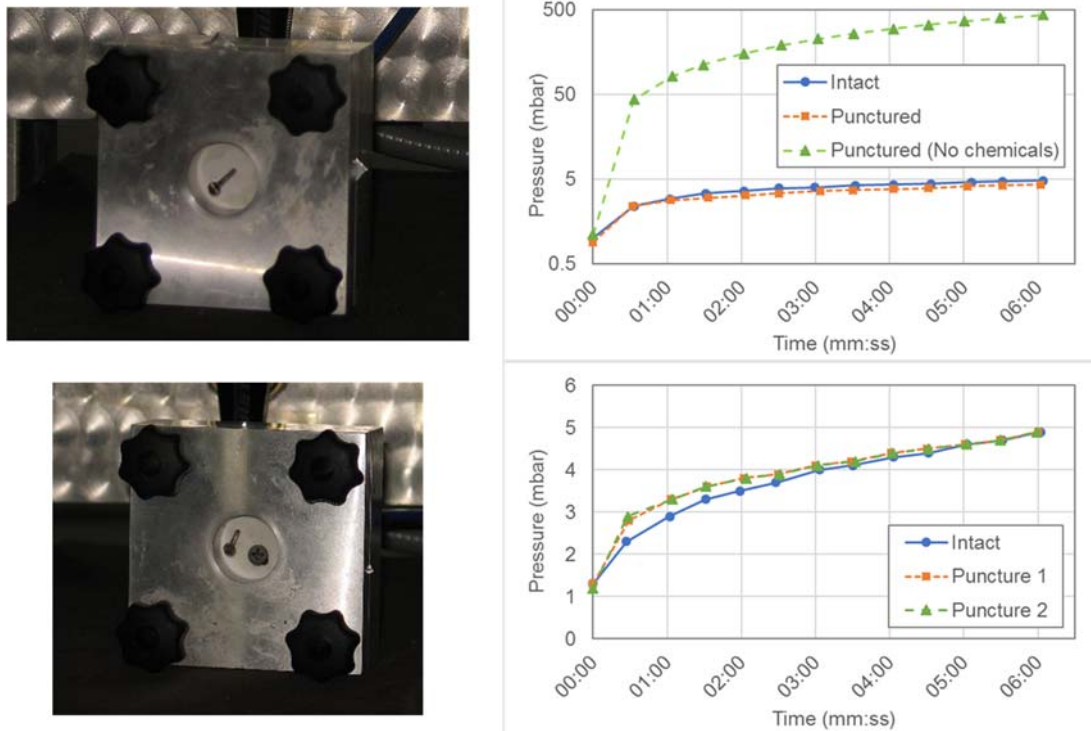 500
50
5
0.5
Pressure (mbar)
Intact
Punctured
Punctured (No chemicals)
00:00
01:00
02:00
03:00
04:00
05:00
06:00
Time (mm:ss)
6
5
4
3
2
1
0
Pressure (mbar)
Intact
Puncture 1
Puncture 2
00:00
01:00
02:00
03:00
04:00
05:00
06:00
Time (mm:ss)